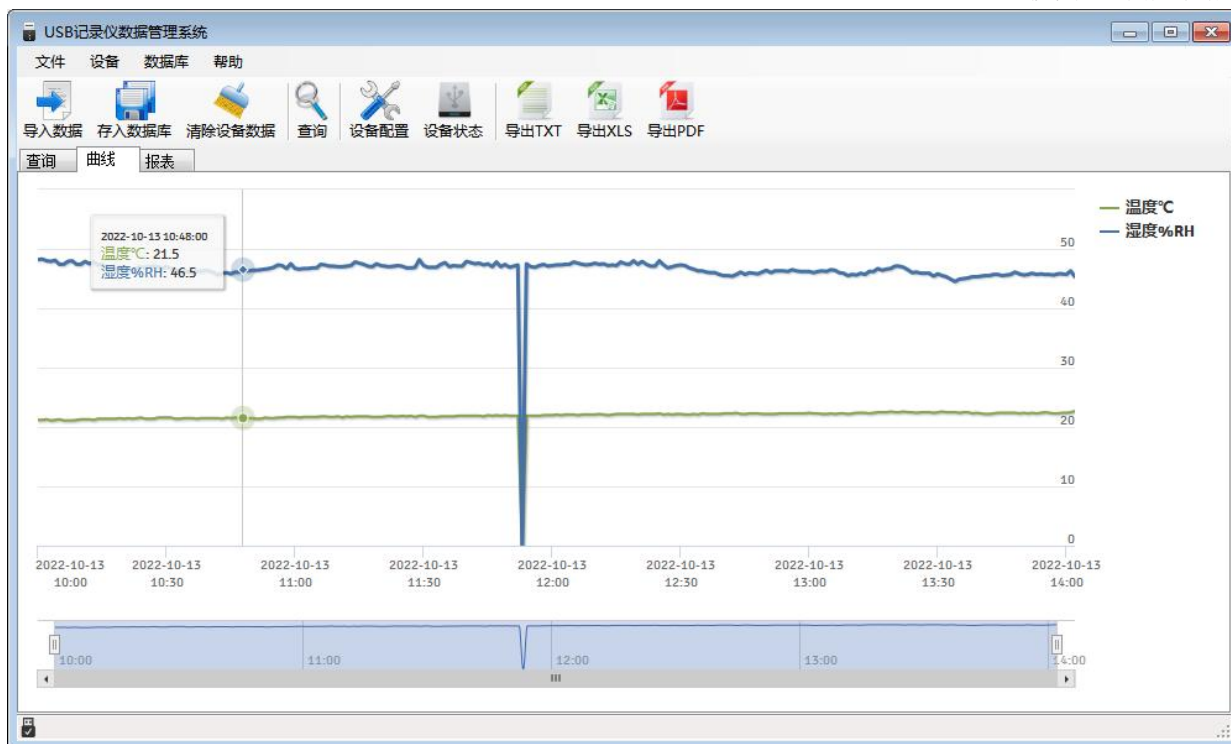 USB记录仪数据管理系统
文件 设备 数据库 帮助
导入数据 存入数据库 清除设备数据 查询 设备配置 设备状态 导出TXT 导出XLS 导出PDF
查询 曲线 报表
温度℃
湿度%RH
2022-10-13 10:48:00
温度℃: 21.5
湿度%RH: 46.5
50
40
30
20
10
0
2022-10-13 2022-10-13 2022-10-13 2022-10-13 2022-10-13 2022-10-13 2022-10-13 2022-10-13 2022-10-13
10:00 10:30 11:00 11:30 12:00 12:30 13:00 13:30 14:00
10:00 11:00 12:00 13:00 14:00